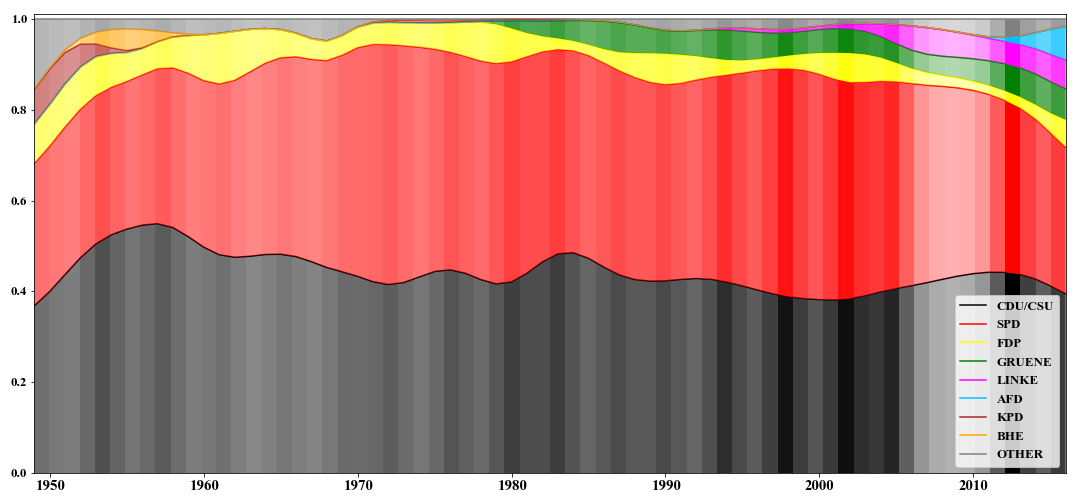 1.0
0.8
0.6
0.4
0.2
0.0
1950 1960 1970 1980 1990 2000 2010
CDU/CSU
SPD
FDP
GRUENE
LINKE
AFD
KPD
BHE
OTHER